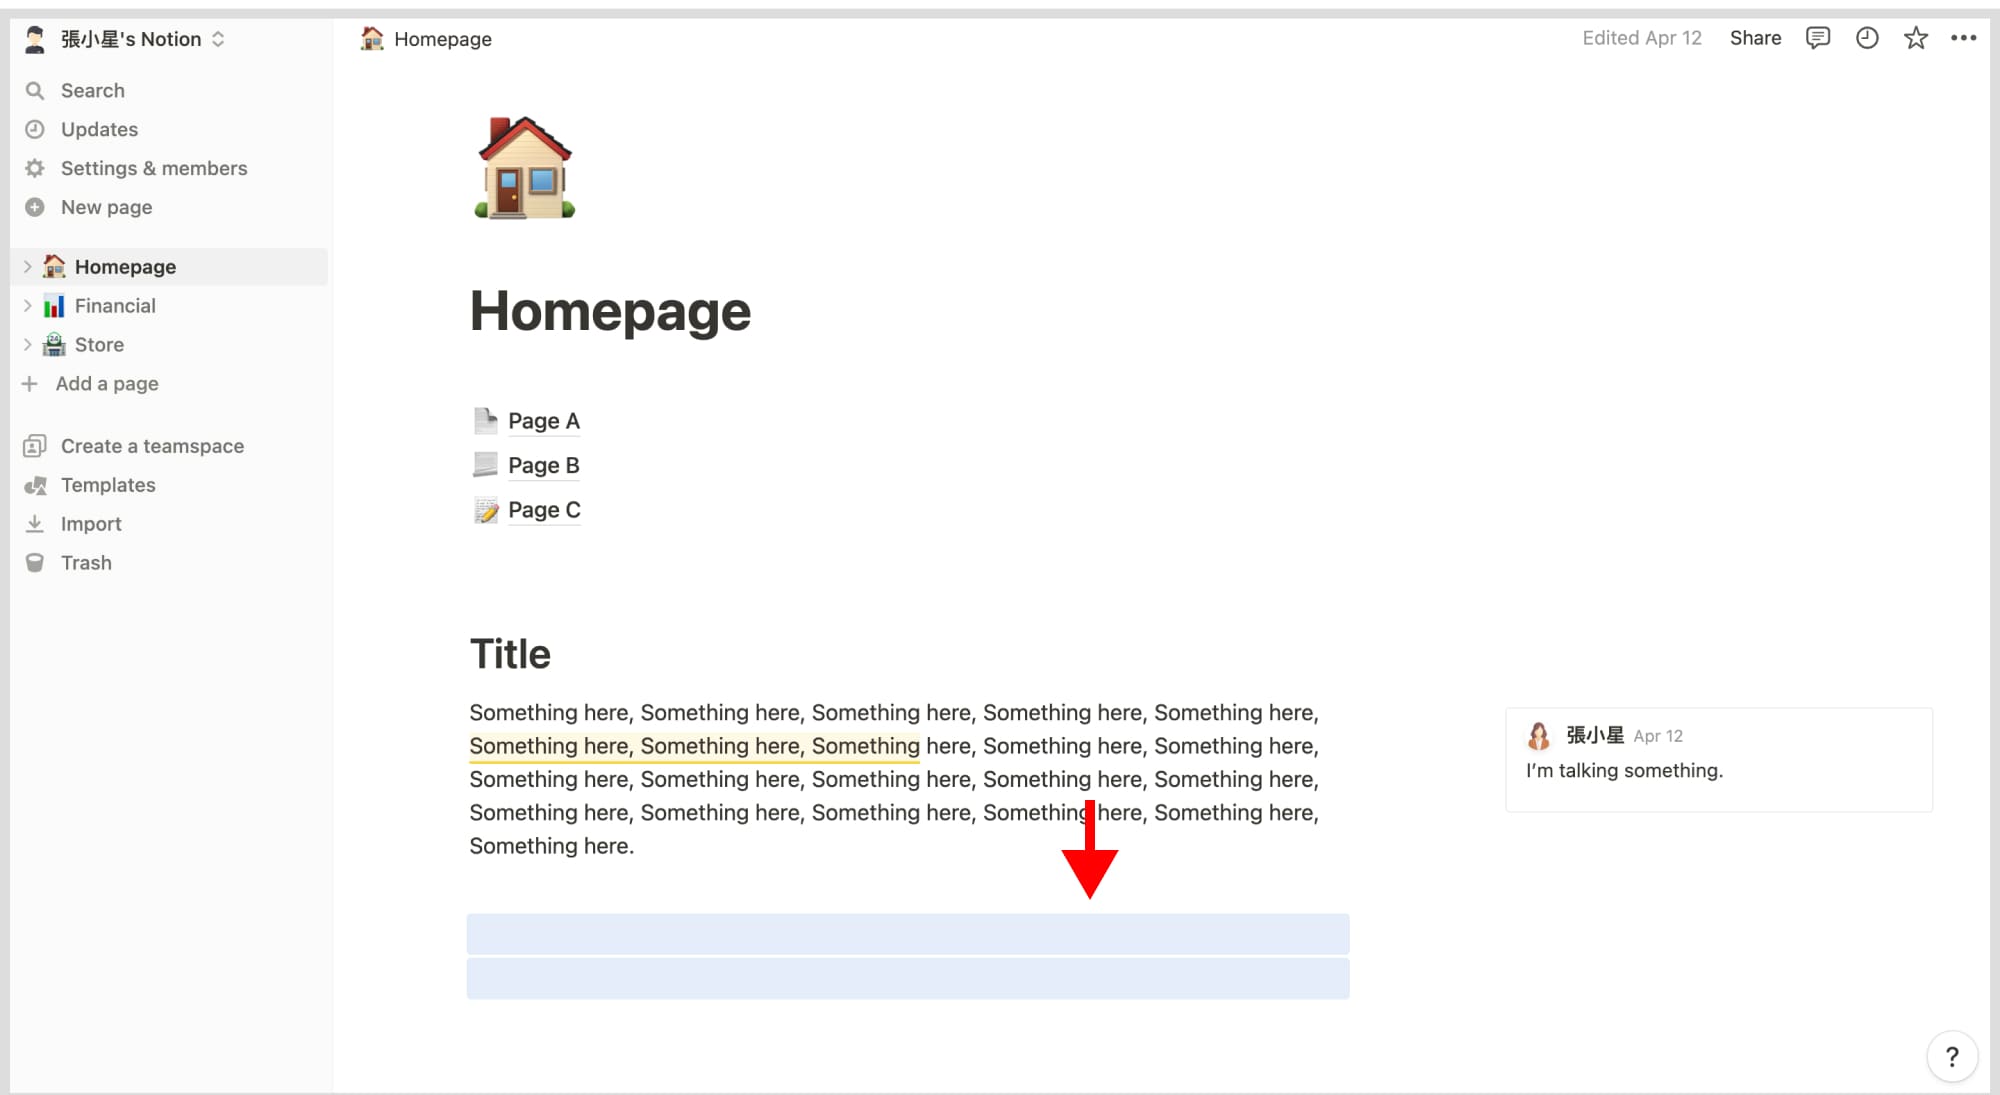 張小星's Notion
Search
Updates
Settings & members
New page
Homepage
Financial
Store
Add a page
Create a teamspace
Templates
Import
Trash
Homepage
Edited Apr 12 Share
Homepage
Page A
Page B
Page C
Title
Something here, Something here, Something here, Something here, Something here,
Something here, Something here, Something here, Something here, Something here,
Something here, Something here, Something here, Something here, Something here,
Something here, Something here, Something here, Something here, Something here,
Something here.
張小星 Apr 12
I’m talking something.
?